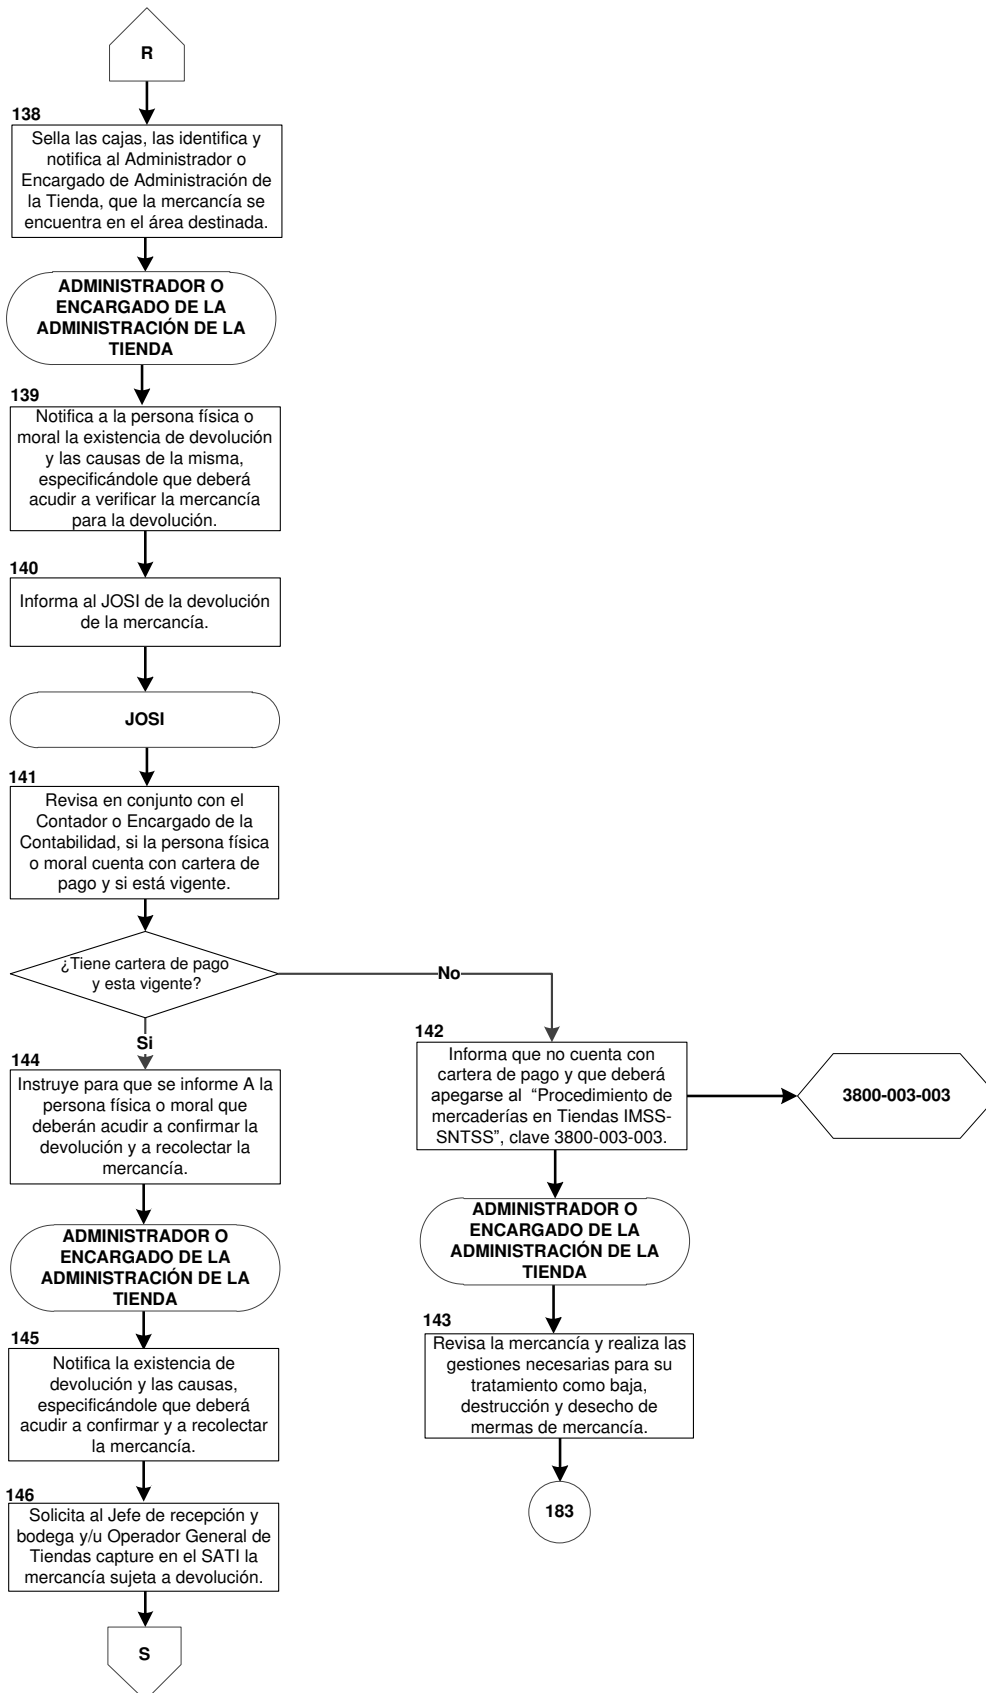 R
138
Sella las cajas, las identifica y
notifica al Administrador o
Encargado de Administración de
la Tienda, que la mercancía se
encuentra en el área destinada.
ADMINISTRADOR O
ENCARGADO DE LA
ADMINISTRACIÓN DE LA
TIENDA
139
Notifica a la persona física o
moral la existencia de devolución
y las causas de la misma,
especificándole que deberá
acudir a verificar la mercancía
para la devolución.
140
Informa al JOSI de la devolución
de la mercancía.
JOSI
141
Revisa en conjunto con el
Contador o Encargado de la
Contabilidad, si la persona física
o moral cuenta con cartera de
pago y si está vigente.
¿Tiene cartera de pago
y esta vigente?
No
Si
142
Informa que no cuenta con
cartera de pago y que deberá
apegarse al “Procedimiento de
mercaderías en Tiendas IMSS-
SNTSS”, clave 3800-003-003.
3800-003-003
ADMINISTRADOR O
ENCARGADO DE LA
ADMINISTRACIÓN DE LA
TIENDA
143
Revisa la mercancía y realiza las
gestiones necesarias para su
tratamiento como baja,
destrucción y desecho de
mermas de mercancía.
183
144
Instruye para que se informe A la
persona física o moral que
deberán acudir a confirmar la
devolución y a recolectar la
mercancía.
ADMINISTRADOR O
ENCARGADO DE LA
ADMINISTRACIÓN DE LA
TIENDA
145
Notifica la existencia de
devolución y las causas,
especificándole que deberá
acudir a confirmar y a recolectar
la mercancía.
146
Solicita al Jefe de recepción y
bodega y/u Operador General de
Tiendas capture en el SATI la
mercancía sujeta a devolución.
S